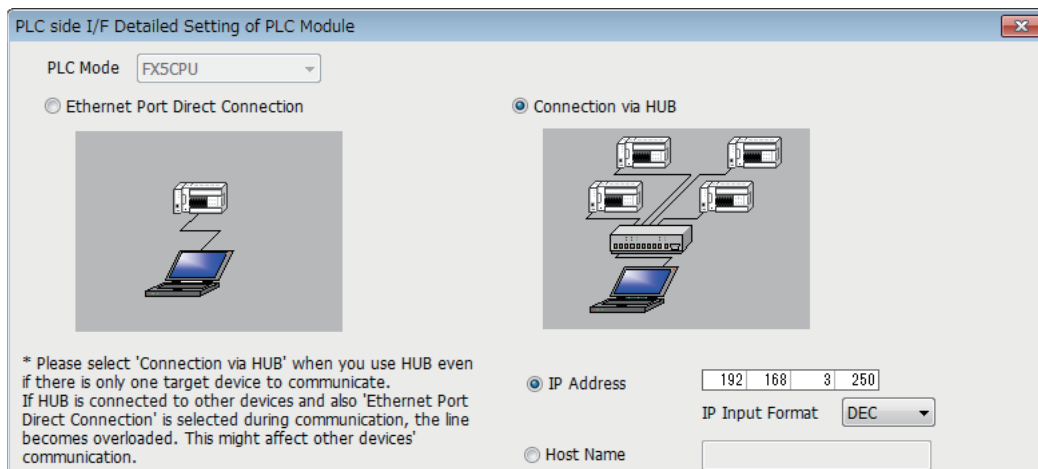 PLC side I/F Detailed Setting of PLC Module
PLC Mode FX5CPU
Ethernet Port Direct Connection
Connection via HUB
* Please select 'Connection via HUB' when you use HUB even
if there is only one target device to communicate.
If HUB is connected to other devices and also 'Ethernet Port
Direct Connection' is selected during communication, the line
becomes overloaded. This might affect other devices'
communication.
IP Address 192 168 3 250
IP Input Format DEC
Host Name